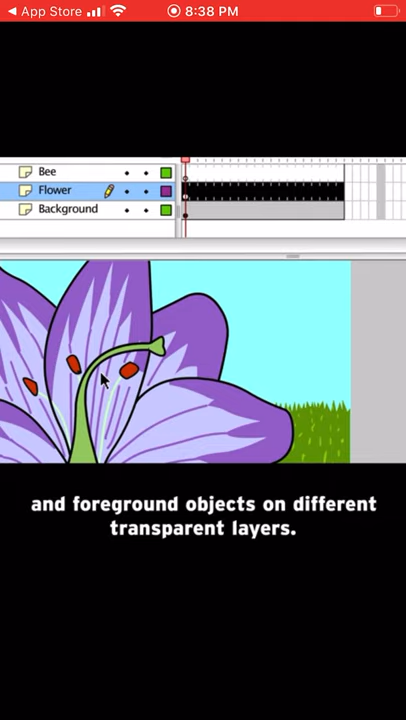 App Store 8:38 PM
Bee
Flower
Background
and foreground objects on different
transparent layers.